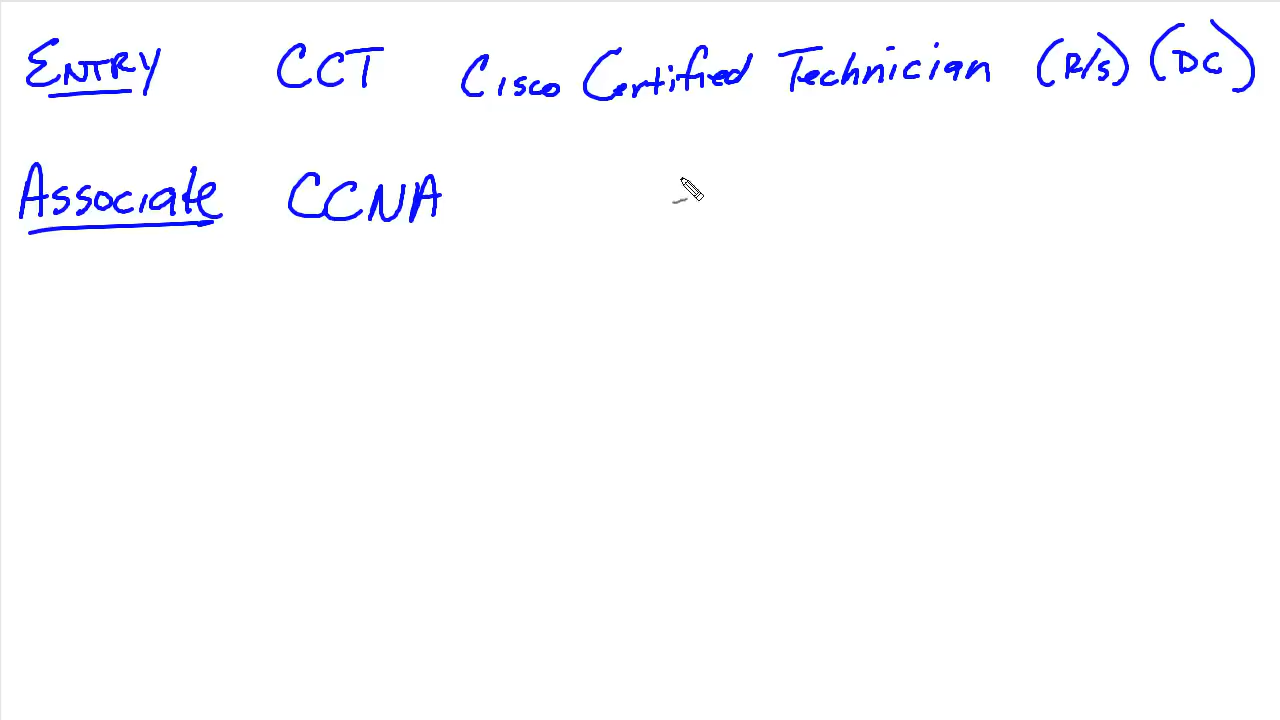 ENTRY CCT Cisco Certified Technician (R/S) (DC)
Associate CCNA